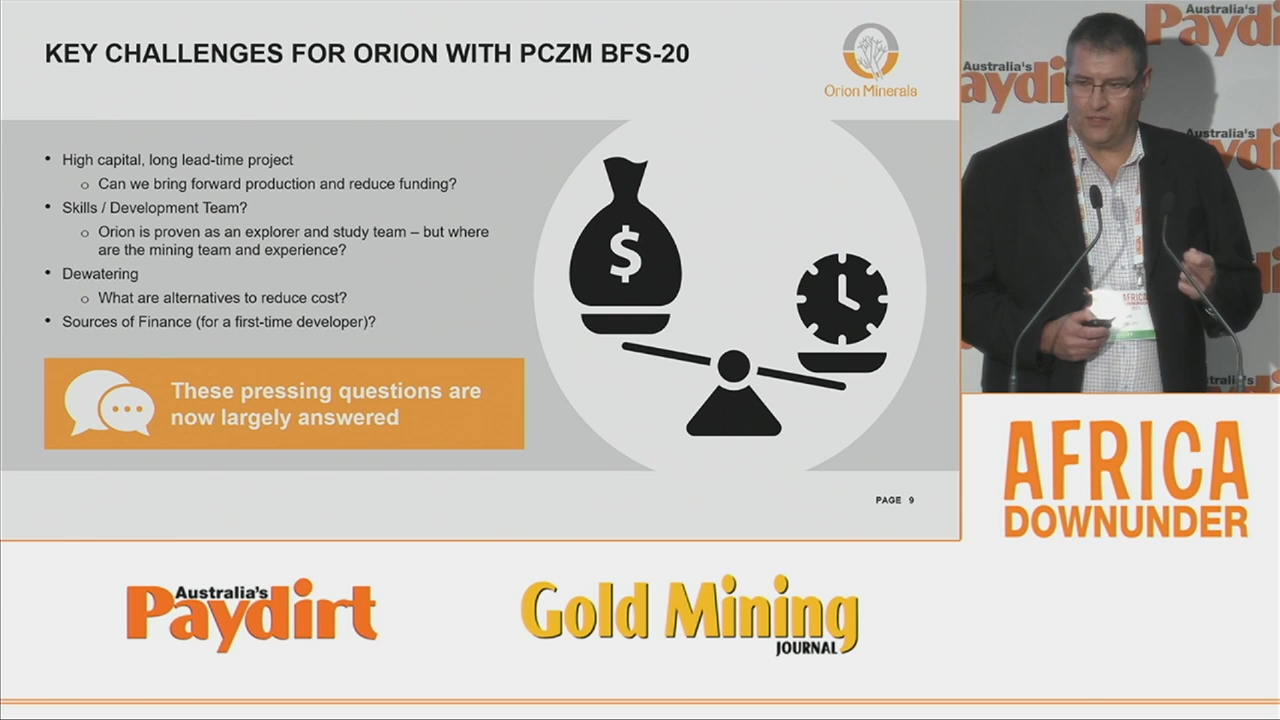 KEY CHALLENGES FOR ORION WITH PCZM BFS-20
Orion Minerals
• High capital, long lead-time project
o Can we bring forward production and reduce funding?
• Skills / Development Team?
o Orion is proven as an explorer and study team – but where
are the mining team and experience?
• Dewatering
o What are alternatives to reduce cost?
• Sources of Finance (for a first-time developer)?
$
These pressing questions are
now largely answered
PAGE 9
Australia's
Paydi
Australia's
aydi
Australia's
AFRICA
AFRICA
DOWNUNDER
Australia's
Paydirt
Gold Mining
JOURNAL